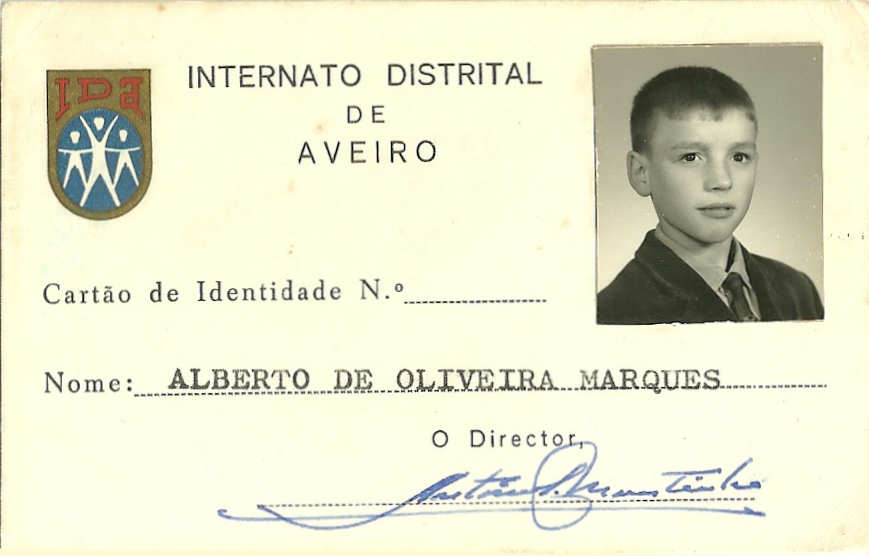 IDA
INTERNATO DISTRITAL
DE
AVEIRO
Cartão de Identidade N.º
Nome: ALBERTO DE OLIVEIRA MARQUES
O Director,